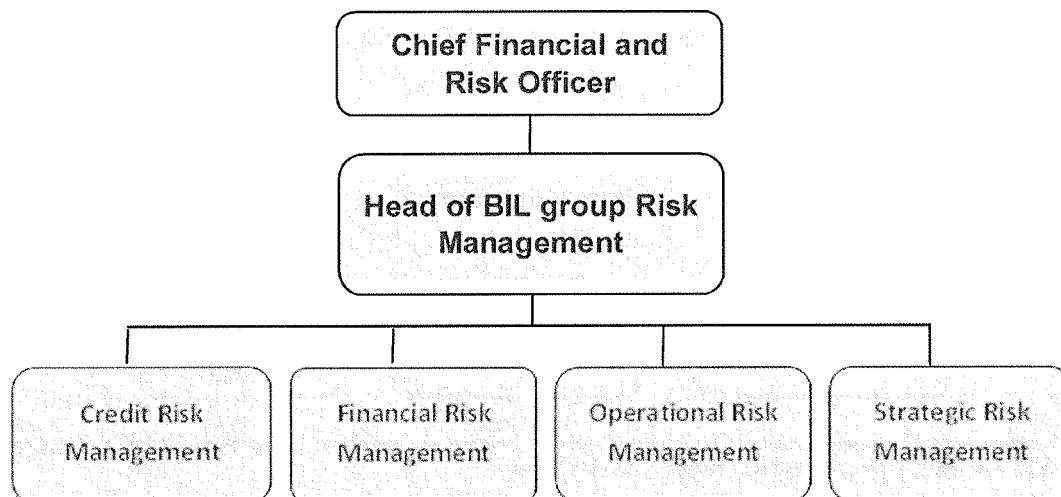 Chief Financial and
Risk Officer
Head of BIL group Risk
Management
Credit Risk
Management
Financial Risk
Management
Operational Risk
Management
Strategic Risk
Management